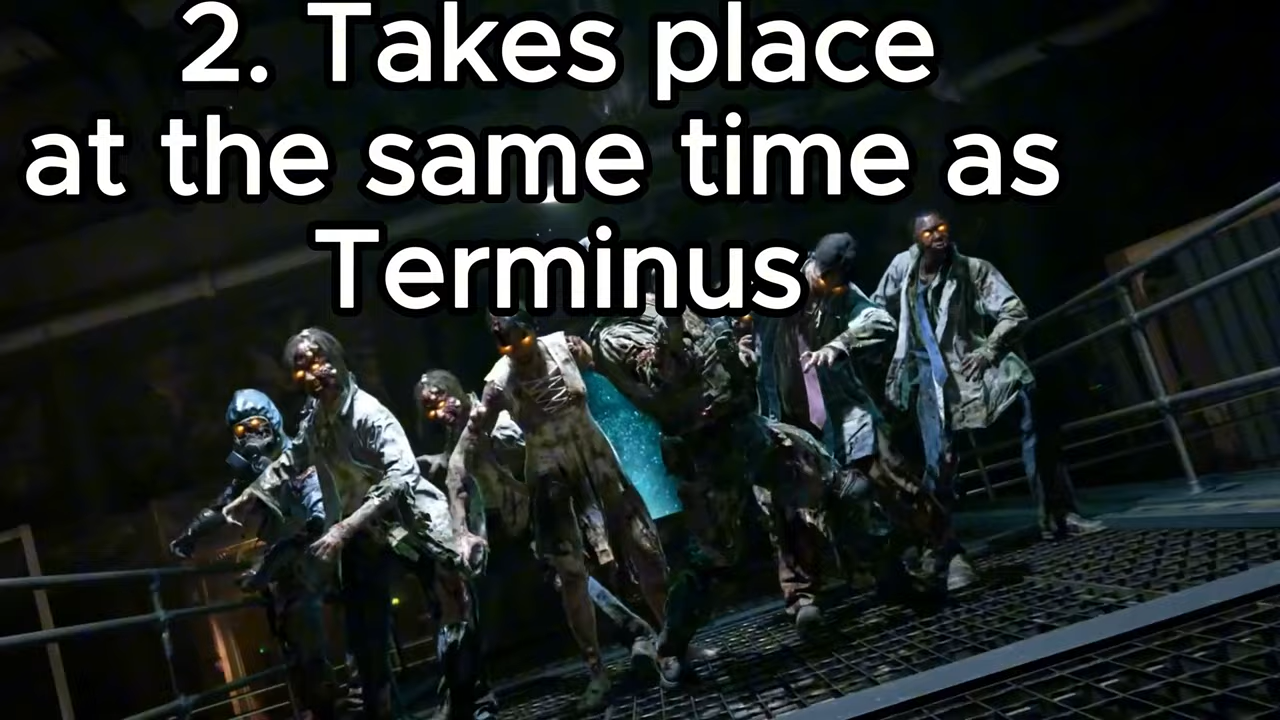 2. Takes place
at the same time as
Terminus